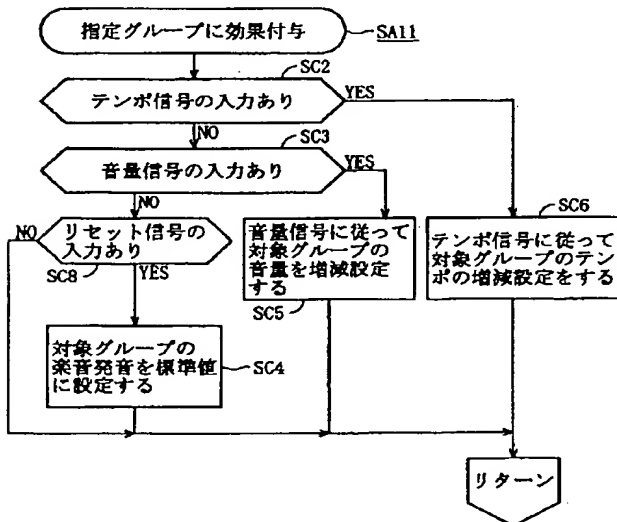 指定グループに効果付与
SA11
SC2
テンポ信号の入力あり
YES
NO
SC3
音量信号の入力あり
YES
NO
NO
リセット信号の
入力あり
SC8
YES
音量信号に従って
対象グループの
音量を増減設定
する
SC5
SC6
テンポ信号に従って
対象グループのテン
ポの増減設定をする
対象グループの
楽音発音を標準値
に設定する
SC4
リターン